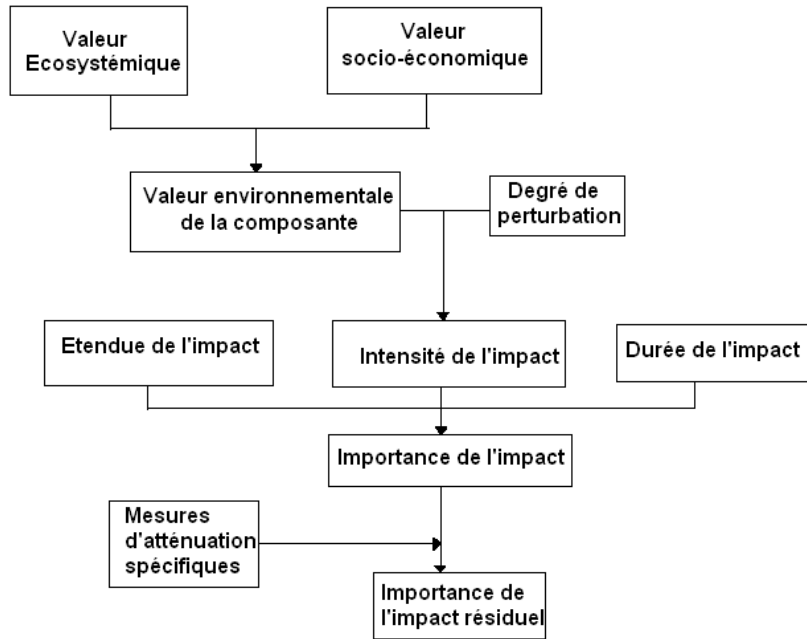 Valeur
Ecosystémique
Valeur
socio-économique
Valeur environnementale
de la composante
Degré de
perturbation
Etendue de l'impact
Intensité de l'impact
Durée de l'impact
Importance de l'impact
Mesures
d'atténuation
spécifiques
Importance de
l'impact résiduel